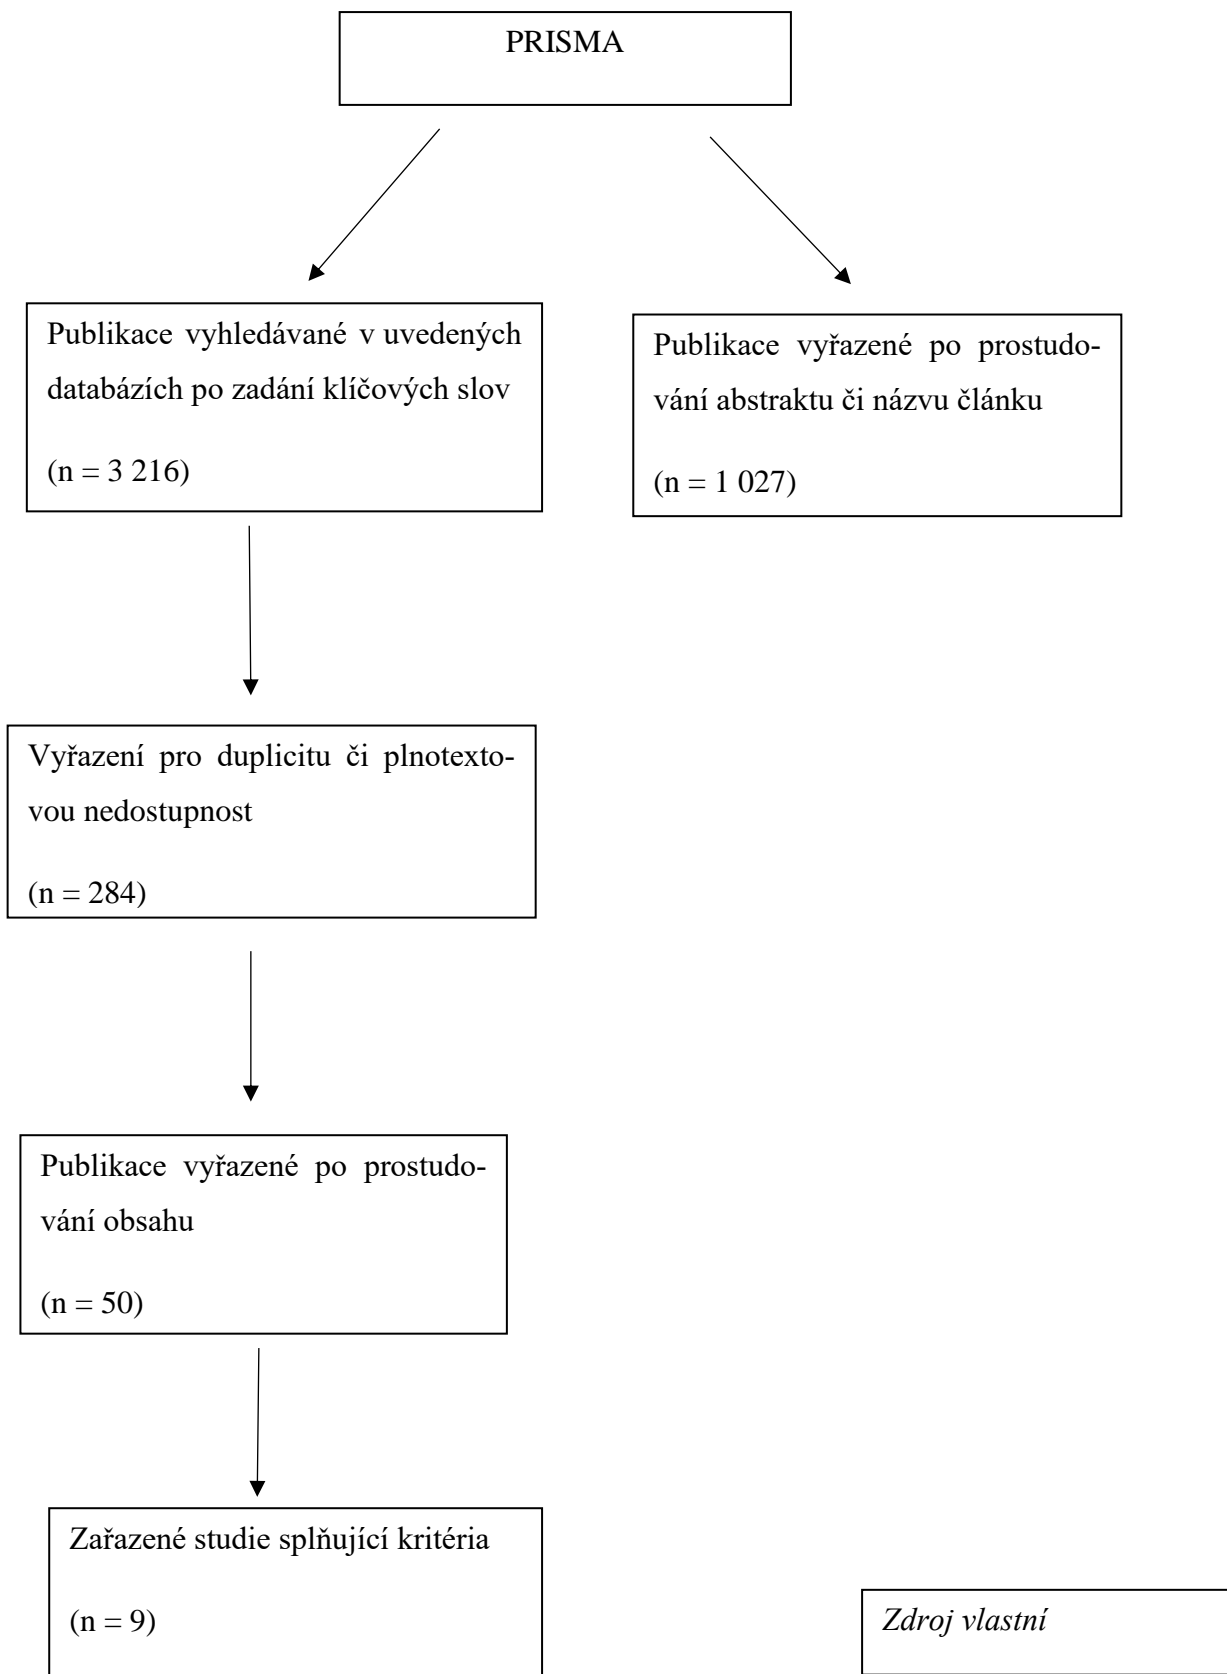 PRISMA
Publikace vyhledávané v uvedených
databázích po zadání klíčových slov
(n = 3 216)
Publikace vyřazené po prostudo-
vání abstraktu či názvu článku
(n = 1 027)
Vyřazení pro duplicitu či plnotexto-
vou nedostupnost
(n = 284)
Publikace vyřazené po prostudo-
vání obsahu
(n = 50)
Zařazené studie splňující kritéria
(n = 9)
Zdroj vlastní